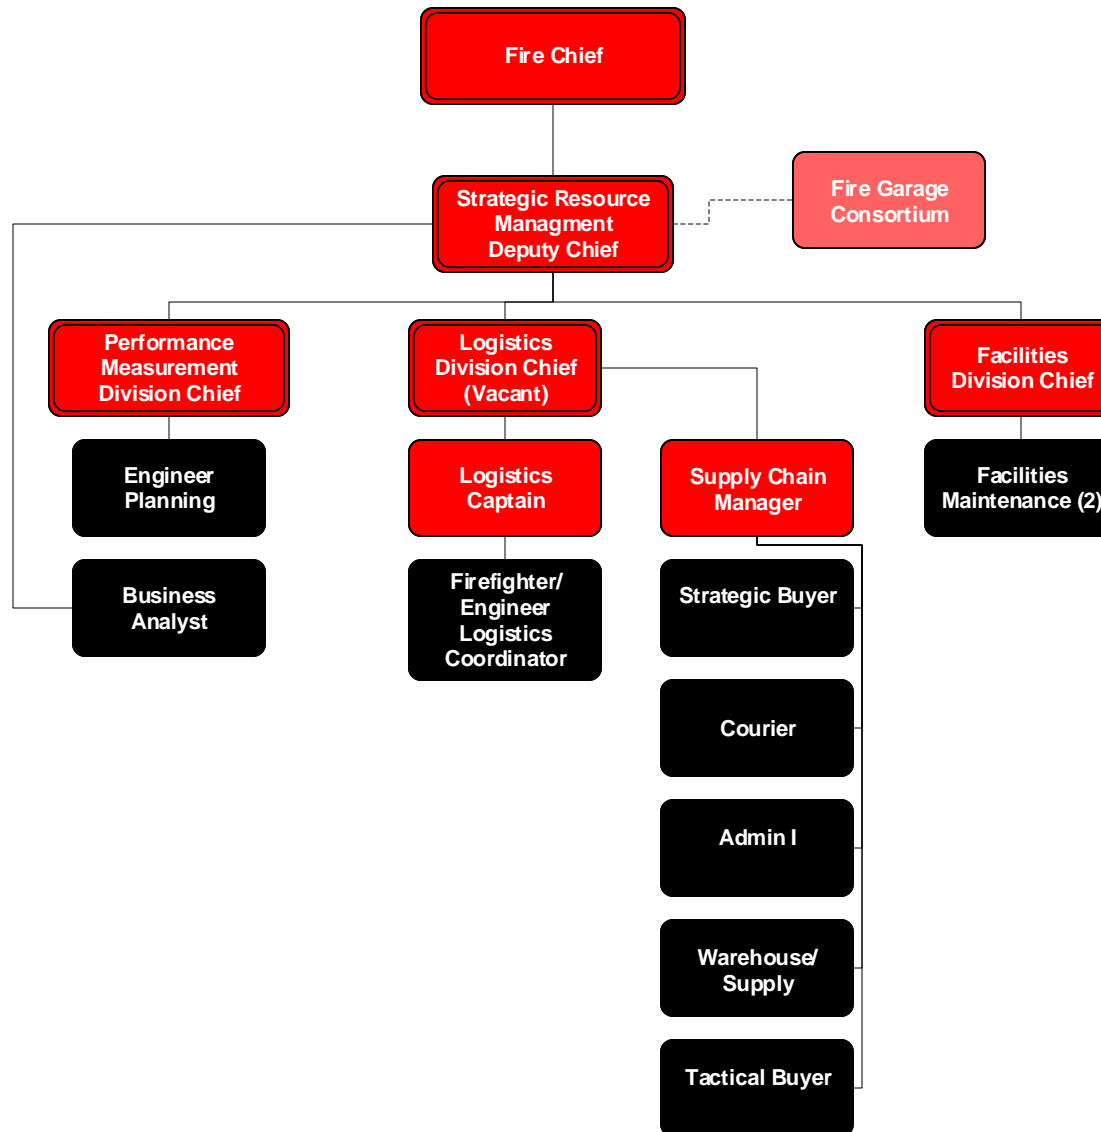 Fire Chief
Strategic Resource
Managment
Deputy Chief
Fire Garage
Consortium
Performance
Measurement
Division Chief
Logistics
Division Chief
(Vacant)
Facilities
Division Chief
Engineer
Planning
Logistics
Captain
Supply Chain
Manager
Facilities
Maintenance (2)
Business
Analyst
Firefighter/
Engineer
Logistics
Coordinator
Strategic Buyer
Courier
Admin I
Warehouse/
Supply
Tactical Buyer